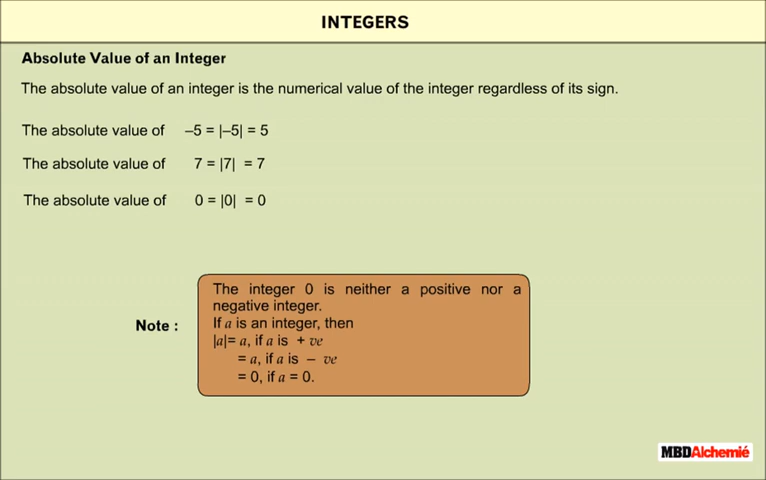 INTEGERS
Absolute Value of an Integer
The absolute value of an integer is the numerical value of the integer regardless of its sign.
The absolute value of –5 = |–5| = 5
The absolute value of 7 = |7| = 7
The absolute value of 0 = |0| = 0
The integer 0 is neither a positive nor a
negative integer.
If a is an integer, then
Note : |a|= a, if a is + ve
= a, if a is – ve
= 0, if a = 0.
MBDAlchemié